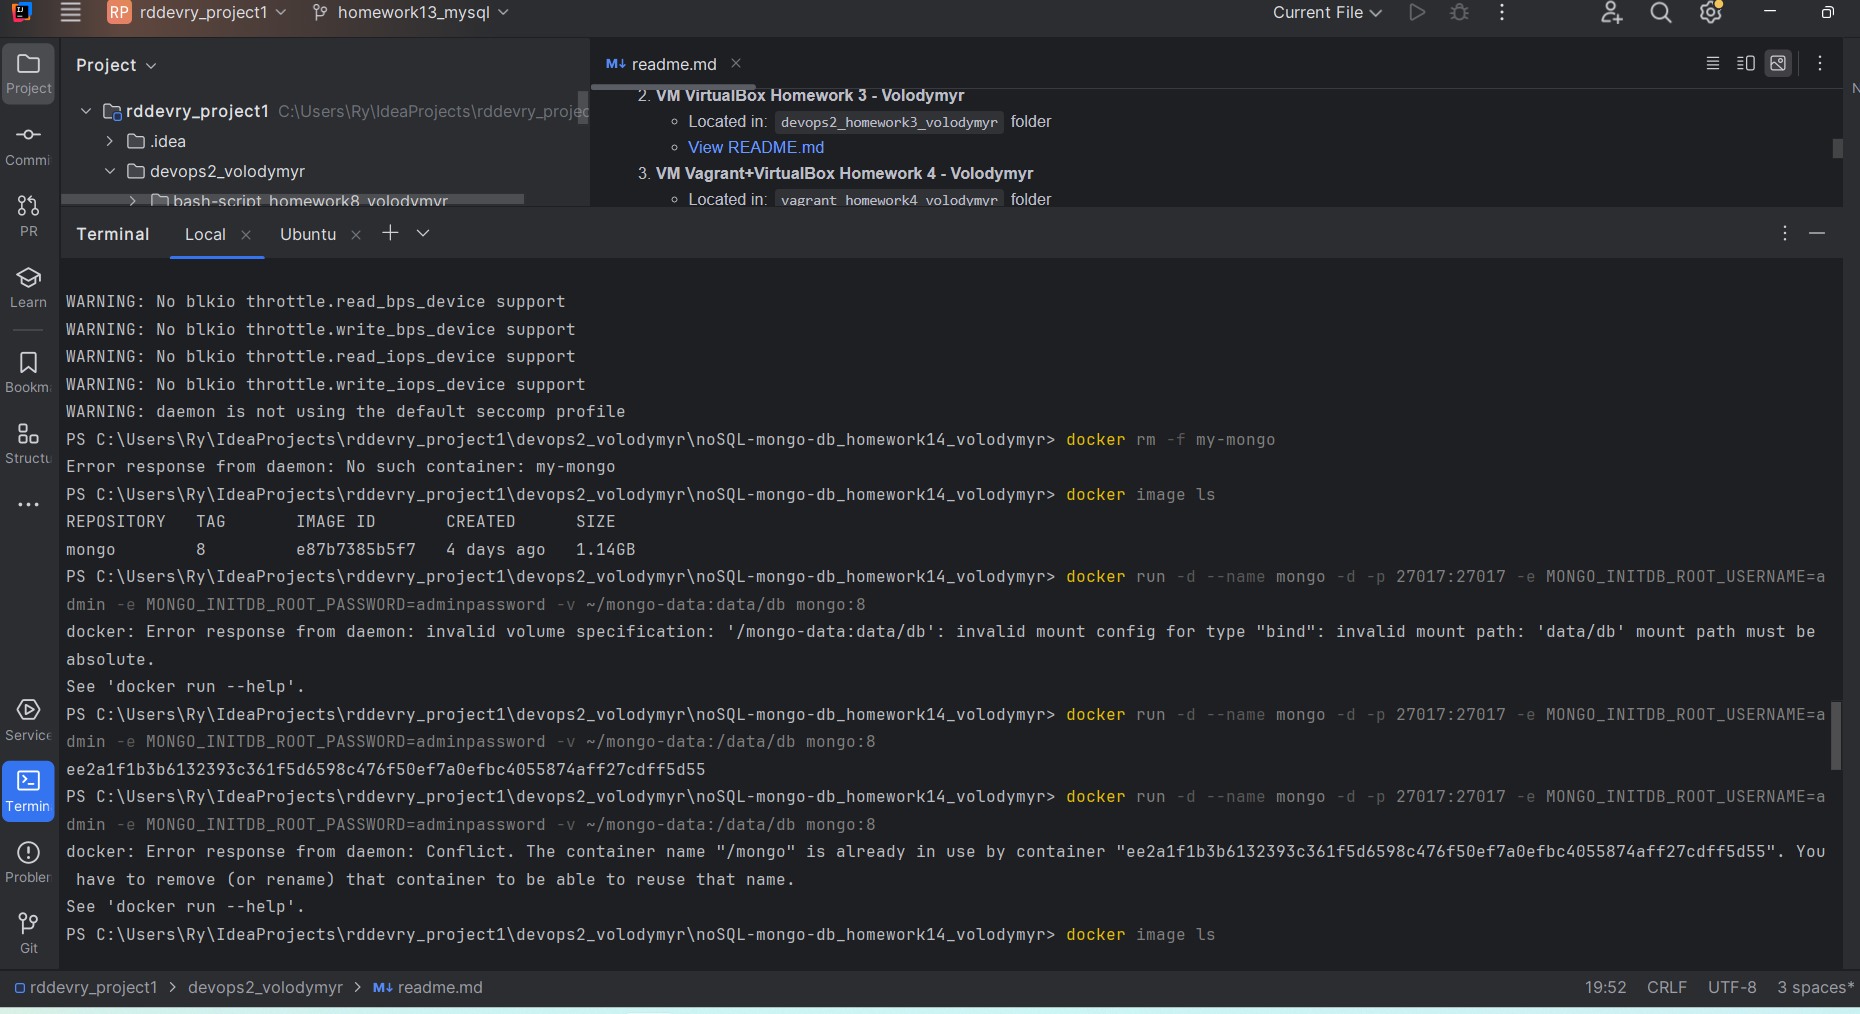 RP rddevry_project1 homework13_mysql Current File
Project
Project
M↓ readme.md
rddevry_project1 C:\Users\Ry\IdeaProjects\rddevry_projec
.idea
devops2_volodymyr
bash-script_homework8_volodymyr
2. VM VirtualBox Homework 3 - Volodymyr
Located in: devops2_homework3_volodymyr folder
View README.md
3. VM Vagrant+VirtualBox Homework 4 - Volodymyr
Located in: vagrant_homework4_volodymyr folder
Commi
PR
Learn
Bookm
Structu
Service
Termin
Problen
Git
Terminal Local Ubuntu
WARNING: No blkio throttle.read_bps_device support
WARNING: No blkio throttle.write_bps_device support
WARNING: No blkio throttle.read_iops_device support
WARNING: No blkio throttle.write_iops_device support
WARNING: daemon is not using the default seccomp profile
PS C:\Users\Ry\IdeaProjects\rddevry_project1\devops2_volodymyr\noSQL-mongo-db_homework14_volodymyr> docker rm -f my-mongo
Error response from daemon: No such container: my-mongo
PS C:\Users\Ry\IdeaProjects\rddevry_project1\devops2_volodymyr\noSQL-mongo-db_homework14_volodymyr> docker image ls
REPOSITORY TAG IMAGE ID CREATED SIZE
mongo 8 e87b7385b5f7 4 days ago 1.14GB
PS C:\Users\Ry\IdeaProjects\rddevry_project1\devops2_volodymyr\noSQL-mongo-db_homework14_volodymyr> docker run -d --name mongo -d -p 27017:27017 -e MONGO_INITDB_ROOT_USERNAME=a
dmin -e MONGO_INITDB_ROOT_PASSWORD=adminpassword -v ~/mongo-data:data/db mongo:8
docker: Error response from daemon: invalid volume specification: '/mongo-data:data/db': invalid mount config for type "bind": invalid mount path: 'data/db' mount path must be
absolute.
See 'docker run --help'.
PS C:\Users\Ry\IdeaProjects\rddevry_project1\devops2_volodymyr\noSQL-mongo-db_homework14_volodymyr> docker run -d --name mongo -d -p 27017:27017 -e MONGO_INITDB_ROOT_USERNAME=a
dmin -e MONGO_INITDB_ROOT_PASSWORD=adminpassword -v ~/mongo-data:/data/db mongo:8
ee2a1f1b3b6132393c361f5d6598c476f50ef7a0efbc4055874aff27cdff5d55
PS C:\Users\Ry\IdeaProjects\rddevry_project1\devops2_volodymyr\noSQL-mongo-db_homework14_volodymyr> docker run -d --name mongo -d -p 27017:27017 -e MONGO_INITDB_ROOT_USERNAME=a
dmin -e MONGO_INITDB_ROOT_PASSWORD=adminpassword -v ~/mongo-data:/data/db mongo:8
docker: Error response from daemon: Conflict. The container name "/mongo" is already in use by container "ee2a1f1b3b6132393c361f5d6598c476f50ef7a0efbc4055874aff27cdff5d55". You
have to remove (or rename) that container to be able to reuse that name.
See 'docker run --help'.
PS C:\Users\Ry\IdeaProjects\rddevry_project1\devops2_volodymyr\noSQL-mongo-db_homework14_volodymyr> docker image ls
rddevry_project1 > devops2_volodymyr > M↓ readme.md 19:52 CRLF UTF-8 3 spaces*